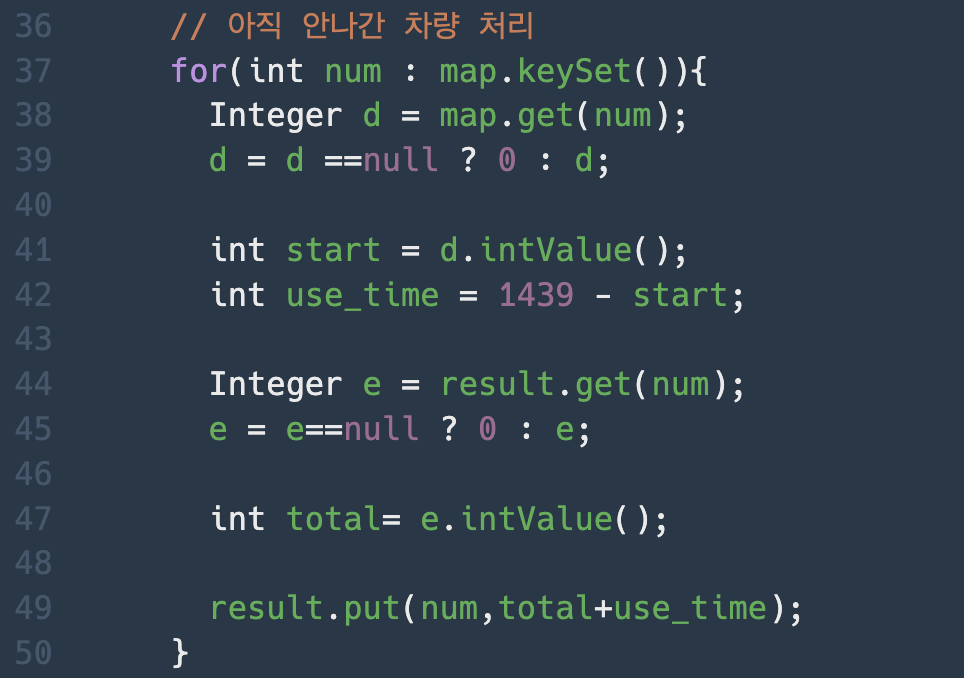 36 // 아직 안나간 차량 처리
37 for(int num : map.keySet()){
38 Integer d = map.get(num);
39 d = d ==null ? 0 : d;
40
41 int start = d.intValue();
42 int use_time = 1439 - start;
43
44 Integer e = result.get(num);
45 e = e==null ? 0 : e;
46
47 int total= e.intValue();
48
49 result.put(num,total+use_time);
50 }